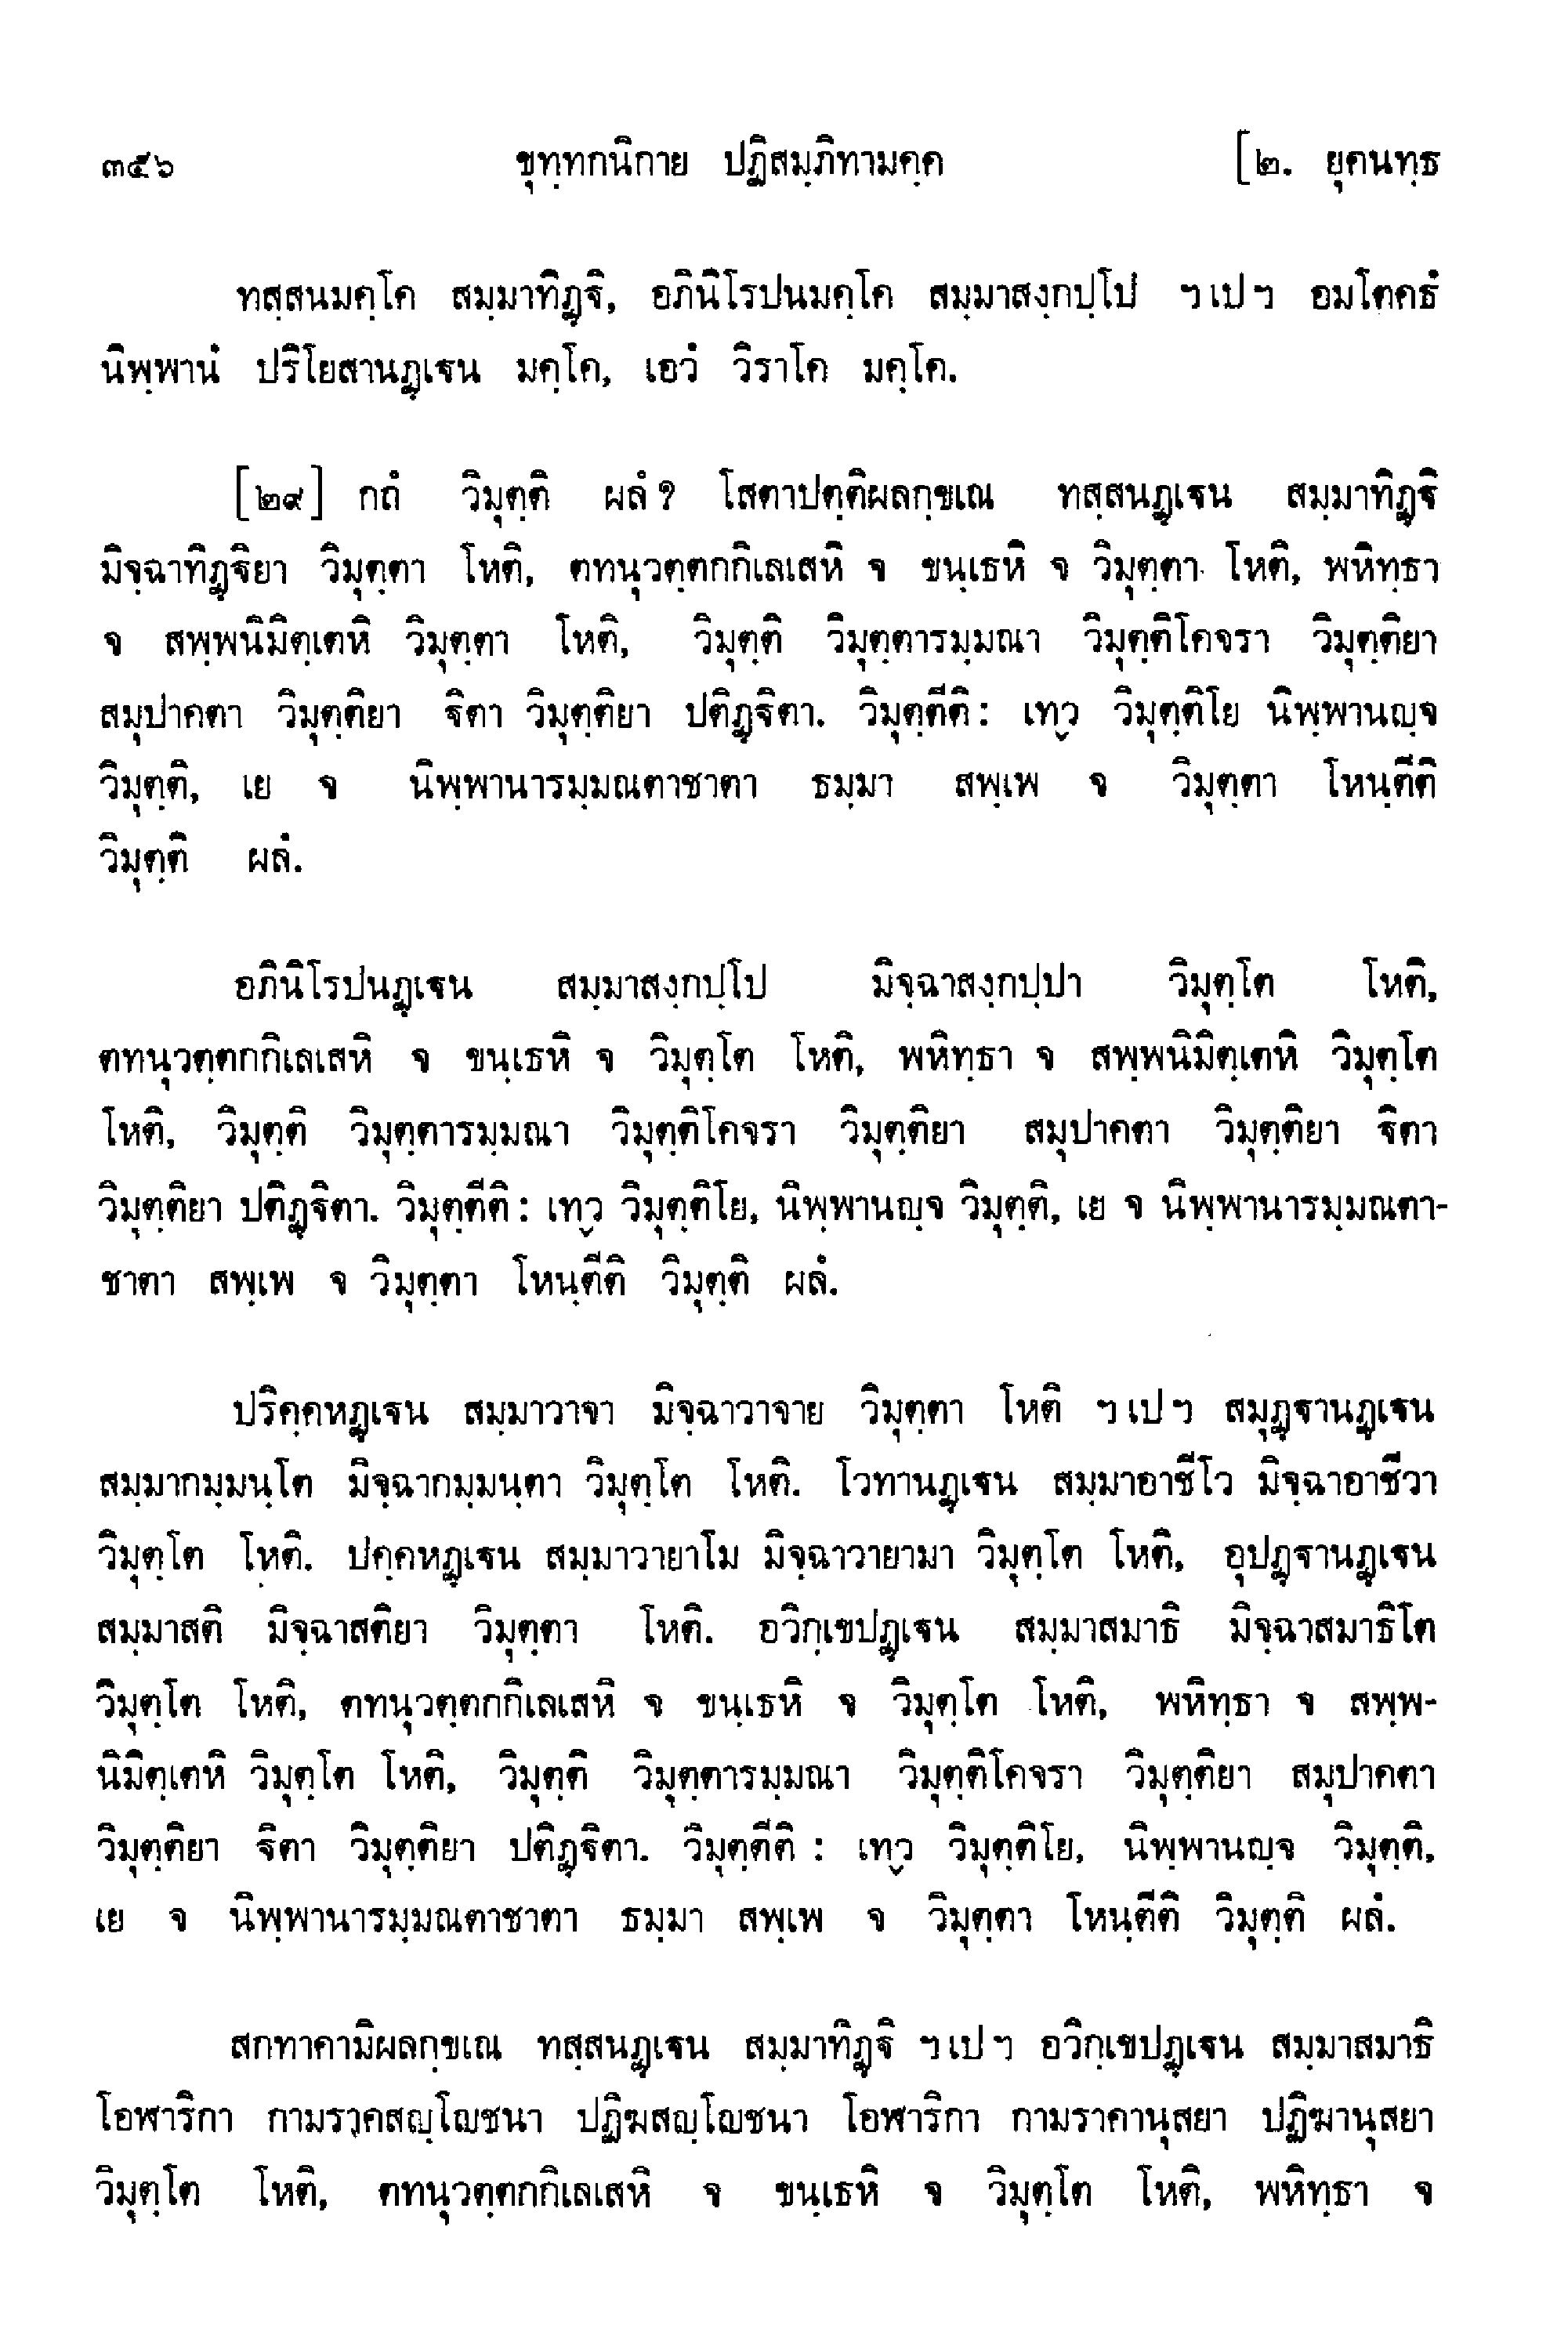 ๓๕๖ ขุทฺทกนิกาย ปฏิสมฺภิทามคฺค [๒. ยุคนทฺธ
ทสฺสนมคฺโค สมฺมาทิฏฺฐิ, อภินิโรปนมคฺโค สมฺมาสงฺกปฺโป ฯ เป ฯ อมโตคธํ
นิพฺพานํ ปริโยสานฏฺเฐน มคฺโค, เอวํ วิราโค มคฺโค.
[๒๙] กถํ วิมุตฺติ ผลํ? โสตาปตฺติผลกฺขเณ ทสฺสนฏฺเฐน สมฺมาทิฏฺฐิ
มิจฺฉาทิฏฺฐิยา วิมุตฺตา โหติ, ตทนุวตฺตกกิเลเสหิ จ ขนฺเธหิ จ วิมุตฺตา โหติ, พหิทฺธา
จ สพฺพนิมิตฺเตหิ วิมุตฺตา โหติ, วิมุตฺติ วิมุตฺตารมฺมณา วิมุตฺติโคจรา วิมุตฺติยา
สมุปาคตา วิมุตฺติยา ฐิตา วิมุตฺติยา ปติฏฺฐิตา. วิมุตฺตีติ: เทฺว วิมุตฺติโย นิพฺพานญฺจ
วิมุตฺติ, เย จ นิพฺพานารมฺมณตาชาตา ธมฺมา สพฺเพ จ วิมุตฺตา โหนฺตีติ
วิมุตฺติ ผลํ.
อภินิโรปนฏฺเฐน สมฺมาสงฺกปฺโป มิจฺฉาสงฺกปฺปา วิมุตฺโต โหติ,
ตทนุวตฺตกกิเลเสหิ จ ขนฺเธหิ จ วิมุตฺโต โหติ, พหิทฺธา จ สพฺพนิมิตฺเตหิ วิมุตฺโต
โหติ, วิมุตฺติ วิมุตฺตารมฺมณา วิมุตฺติโคจรา วิมุตฺติยา สมุปาคตา วิมุตฺติยา ฐิตา
วิมุตฺติยา ปติฏฺฐิตา. วิมุตฺตีติ: เทฺว วิมุตฺติโย, นิพฺพานญฺจ วิมุตฺติ, เย จ นิพฺพานารมฺมณตา-
ชาตา สพฺเพ จ วิมุตฺตา โหนฺตีติ วิมุตฺติ ผลํ.
ปริคฺคหฏฺเฐน สมฺมาวาจา มิจฺฉาวาจาย วิมุตฺตา โหติ ฯ เป ฯ สมุฏฺฐานฏฺเฐน
สมฺมากมฺมนฺโต มิจฺฉากมฺมนฺตา วิมุตฺโต โหติ. โวทานฏฺเฐน สมฺมาอาชีโว มิจฺฉาอาชีวา
วิมุตฺโต โหติ. ปคฺคหฏฺเฐน สมฺมาวายาโม มิจฺฉาวายามา วิมุตฺโต โหติ, อุปฏฺฐานฏฺเฐน
สมฺมาสติ มิจฺฉาสติยา วิมุตฺตา โหติ. อวิกฺเขปฏฺเฐน สมฺมาสมาธิ มิจฺฉาสมาธิโต
วิมุตฺโต โหติ, ตทนุวตฺตกกิเลเสหิ จ ขนฺเธหิ จ วิมุตฺโต โหติ, พหิทฺธา จ สพฺพ-
นิมิตฺเตหิ วิมุตฺโต โหติ, วิมุตฺติ วิมุตฺตารมฺมณา วิมุตฺติโคจรา วิมุตฺติยา สมุปาคตา
วิมุตฺติยา ฐิตา วิมุตฺติยา ปติฏฺฐิตา. วิมุตฺตีติ : เทฺว วิมุตฺติโย, นิพฺพานญฺจ วิมุตฺติ,
เย จ นิพฺพานารมฺมณตาชาตา ธมฺมา สพฺเพ จ วิมุตฺตา โหนฺตีติ วิมุตฺติ ผลํ.
สกทาคามิผลกฺขเณ ทสฺสนฏฺเฐน สมฺมาทิฏฺฐิ ฯ เป ฯ อวิกฺเขปฏฺเฐน สมฺมาสมาธิ
โอฬาริกา กามราคสญฺโญชนา ปฏิฆสญฺโญชนา โอฬาริกา กามราคานุสยา ปฏิฆานุสยา
วิมุตฺโต โหติ, ตทนุวตฺตกกิเลเสหิ จ ขนฺเธหิ จ วิมุตฺโต โหติ, พหิทฺธา จ